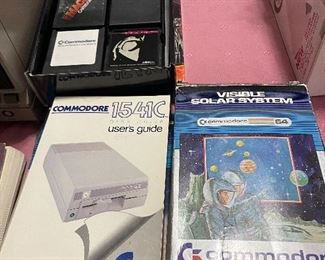 Commodore
COMMODORE
1541C
user's guide
VISIBLE
SOLAR SYSTEM
commodore 64
commodore